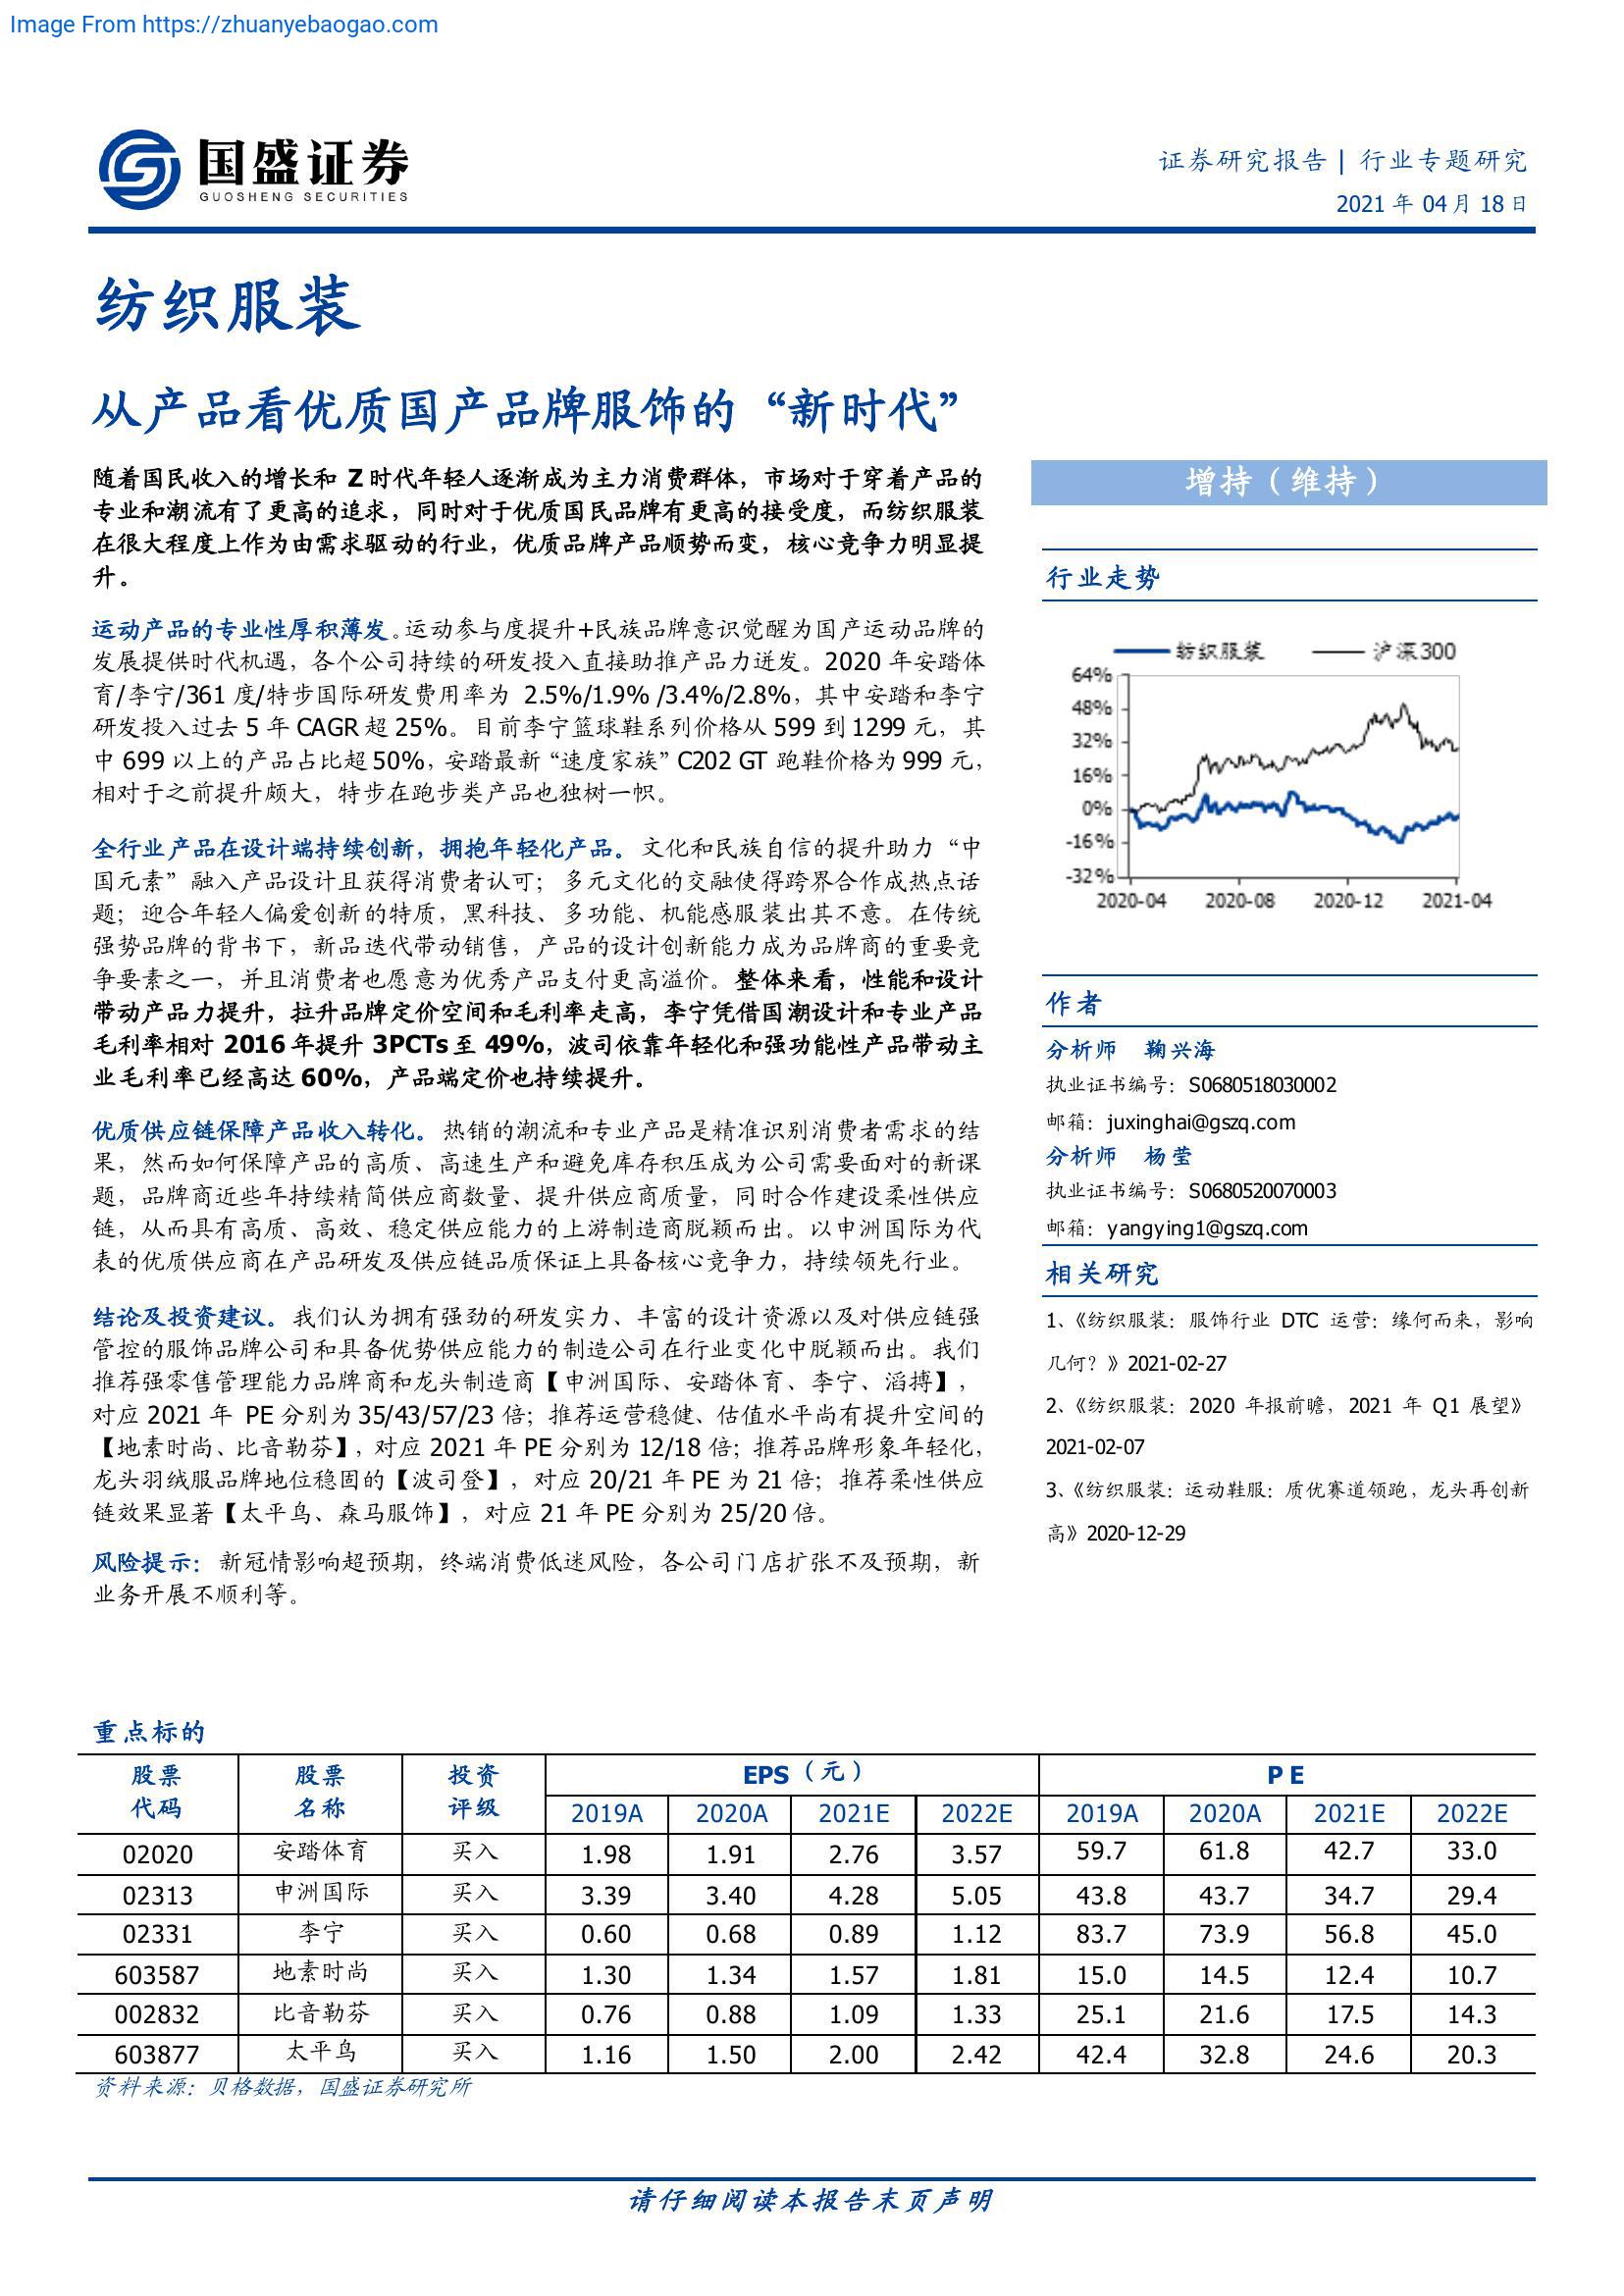 Image From https://zhuanyebaogao.com
国盛证券
GUOSHENG SECURITIES
证券研究报告 | 行业专题研究
2021 年 04月 18日
纺织服装
从产品看优质国产品牌服饰的“新时代”
随着国民收入的增长和 Z 时代年轻人逐渐成为主力消费群体，市场对于穿着产品的
专业和潮流有了更高的追求，同时对于优质国民品牌有更高的接受度，而纺织服装
在很大程度上作为由需求驱动的行业，优质品牌产品顺势而变，核心竞争力明显提
升。
运动产品的专业性厚积薄发。运动参与度提升+民族品牌意识觉醒为国产运动品牌的
发展提供时代机遇，各个公司持续的研发投入直接助推产品力迸发。2020 年安踏体
育/李宁/361 度/特步国际研发费用率为 2.5%/1.9% /3.4%/2.8%，其中安踏和李宁
研发投入过去 5 年 CAGR 超 25%。目前李宁篮球鞋系列价格从 599 到1299 元，其
中 699 以上的产品占比超 50%，安踏最新“速度家族”C202 GT 跑鞋价格为 999 元，
相对于之前提升颇大，特步在跑步类产品也独树一帜。
全行业产品在设计端持续创新，拥抱年轻化产品。文化和民族自信的提升助力“中
国元素”融入产品设计且获得消费者认可；多元文化的交融使得跨界合作成热点话
题；迎合年轻人偏爱创新的特质，黑科技、多功能、机能感服装出其不意。在传统
强势品牌的背书下，新品迭代带动销售，产品的设计创新能力成为品牌商的重要竞
争要素之一，并且消费者也愿意为优秀产品支付更高溢价。整体来看，性能和设计
带动产品力提升，拉升品牌定价空间和毛利率走高，李宁凭借国潮设计和专业产品
毛利率相对 2016 年提升 3PCTs 至 49%，波司依靠年轻化和强功能性产品带动主
业毛利率已经高达 60%，产品端定价也持续提升。
优质供应链保障产品收入转化。热销的潮流和专业产品是精准识别消费者需求的结
果，然而如何保障产品的高质、高速生产和避免库存积压成为公司需要面对的新课
题，品牌商近些年持续精简供应商数量、提升供应商质量，同时合作建设柔性供应
链，从而具有高质、高效、稳定供应能力的上游制造商脱颖而出。以申洲国际为代
表的优质供应商在产品研发及供应链品质保证上具备核心竞争力，持续领先行业。
结论及投资建议。我们认为拥有强劲的研发实力、丰富的设计资源以及对供应链强
管控的服饰品牌公司和具备优势供应能力的制造公司在行业变化中脱颖而出。我们
推荐强零售管理能力品牌商和龙头制造商【申洲国际、安踏体育、李宁、滔搏】，
对应 2021 年 PE 分别为 35/43/57/23 倍；推荐运营稳健、估值水平尚有提升空间的
【地素时尚、比音勒芬】，对应 2021 年 PE 分别为 12/18 倍；推荐品牌形象年轻化，
龙头羽绒服品牌地位稳固的【波司登】，对应 20/21 年 PE 为 21 倍；推荐柔性供应
链效果显著【太平鸟、森马服饰】，对应 21 年 PE 分别为 25/20 倍。
风险提示：新冠情影响超预期，终端消费低迷风险，各公司门店扩张不及预期，新
业务开展不顺利等。
增持（维持）
行业走势
纺织服装 沪深300
64%
48%
32%
16%
0%
-16%
-32%
2020-04 2020-08 2020-12 2021-04
作者
分析师 鞠兴海
执业证书编号：S0680518030002
邮箱：juxinghai@gszq.com
分析师 杨莹
执业证书编号：S0680520070003
邮箱：yangying1@gszq.com
相关研究
1、《纺织服装：服饰行业 DTC 运营：缘何而来，影响
几何？》2021-02-27
2、《纺织服装：2020 年报前瞻，2021 年 Q1 展望》
2021-02-07
3、《纺织服装：运动鞋服：质优赛道领跑，龙头再创新
高》2020-12-29
重点标的
股票 股票 投资 EPS（元） P E
代码 名称 评级 2019A 2020A 2021E 2022E 2019A 2020A 2021E 2022E
02020 安踏体育 买入 1.98 1.91 2.76 3.57 59.7 61.8 42.7 33.0
02313 申洲国际 买入 3.39 3.40 4.28 5.05 43.8 43.7 34.7 29.4
02331 李宁 买入 0.60 0.68 0.89 1.12 83.7 73.9 56.8 45.0
603587 地素时尚 买入 1.30 1.34 1.57 1.81 15.0 14.5 12.4 10.7
002832 比音勒芬 买入 0.76 0.88 1.09 1.33 25.1 21.6 17.5 14.3
603877 太平鸟 买入 1.16 1.50 2.00 2.42 42.4 32.8 24.6 20.3
资料来源：贝格数据，国盛证券研究所
请仔细阅读本报告末页声明